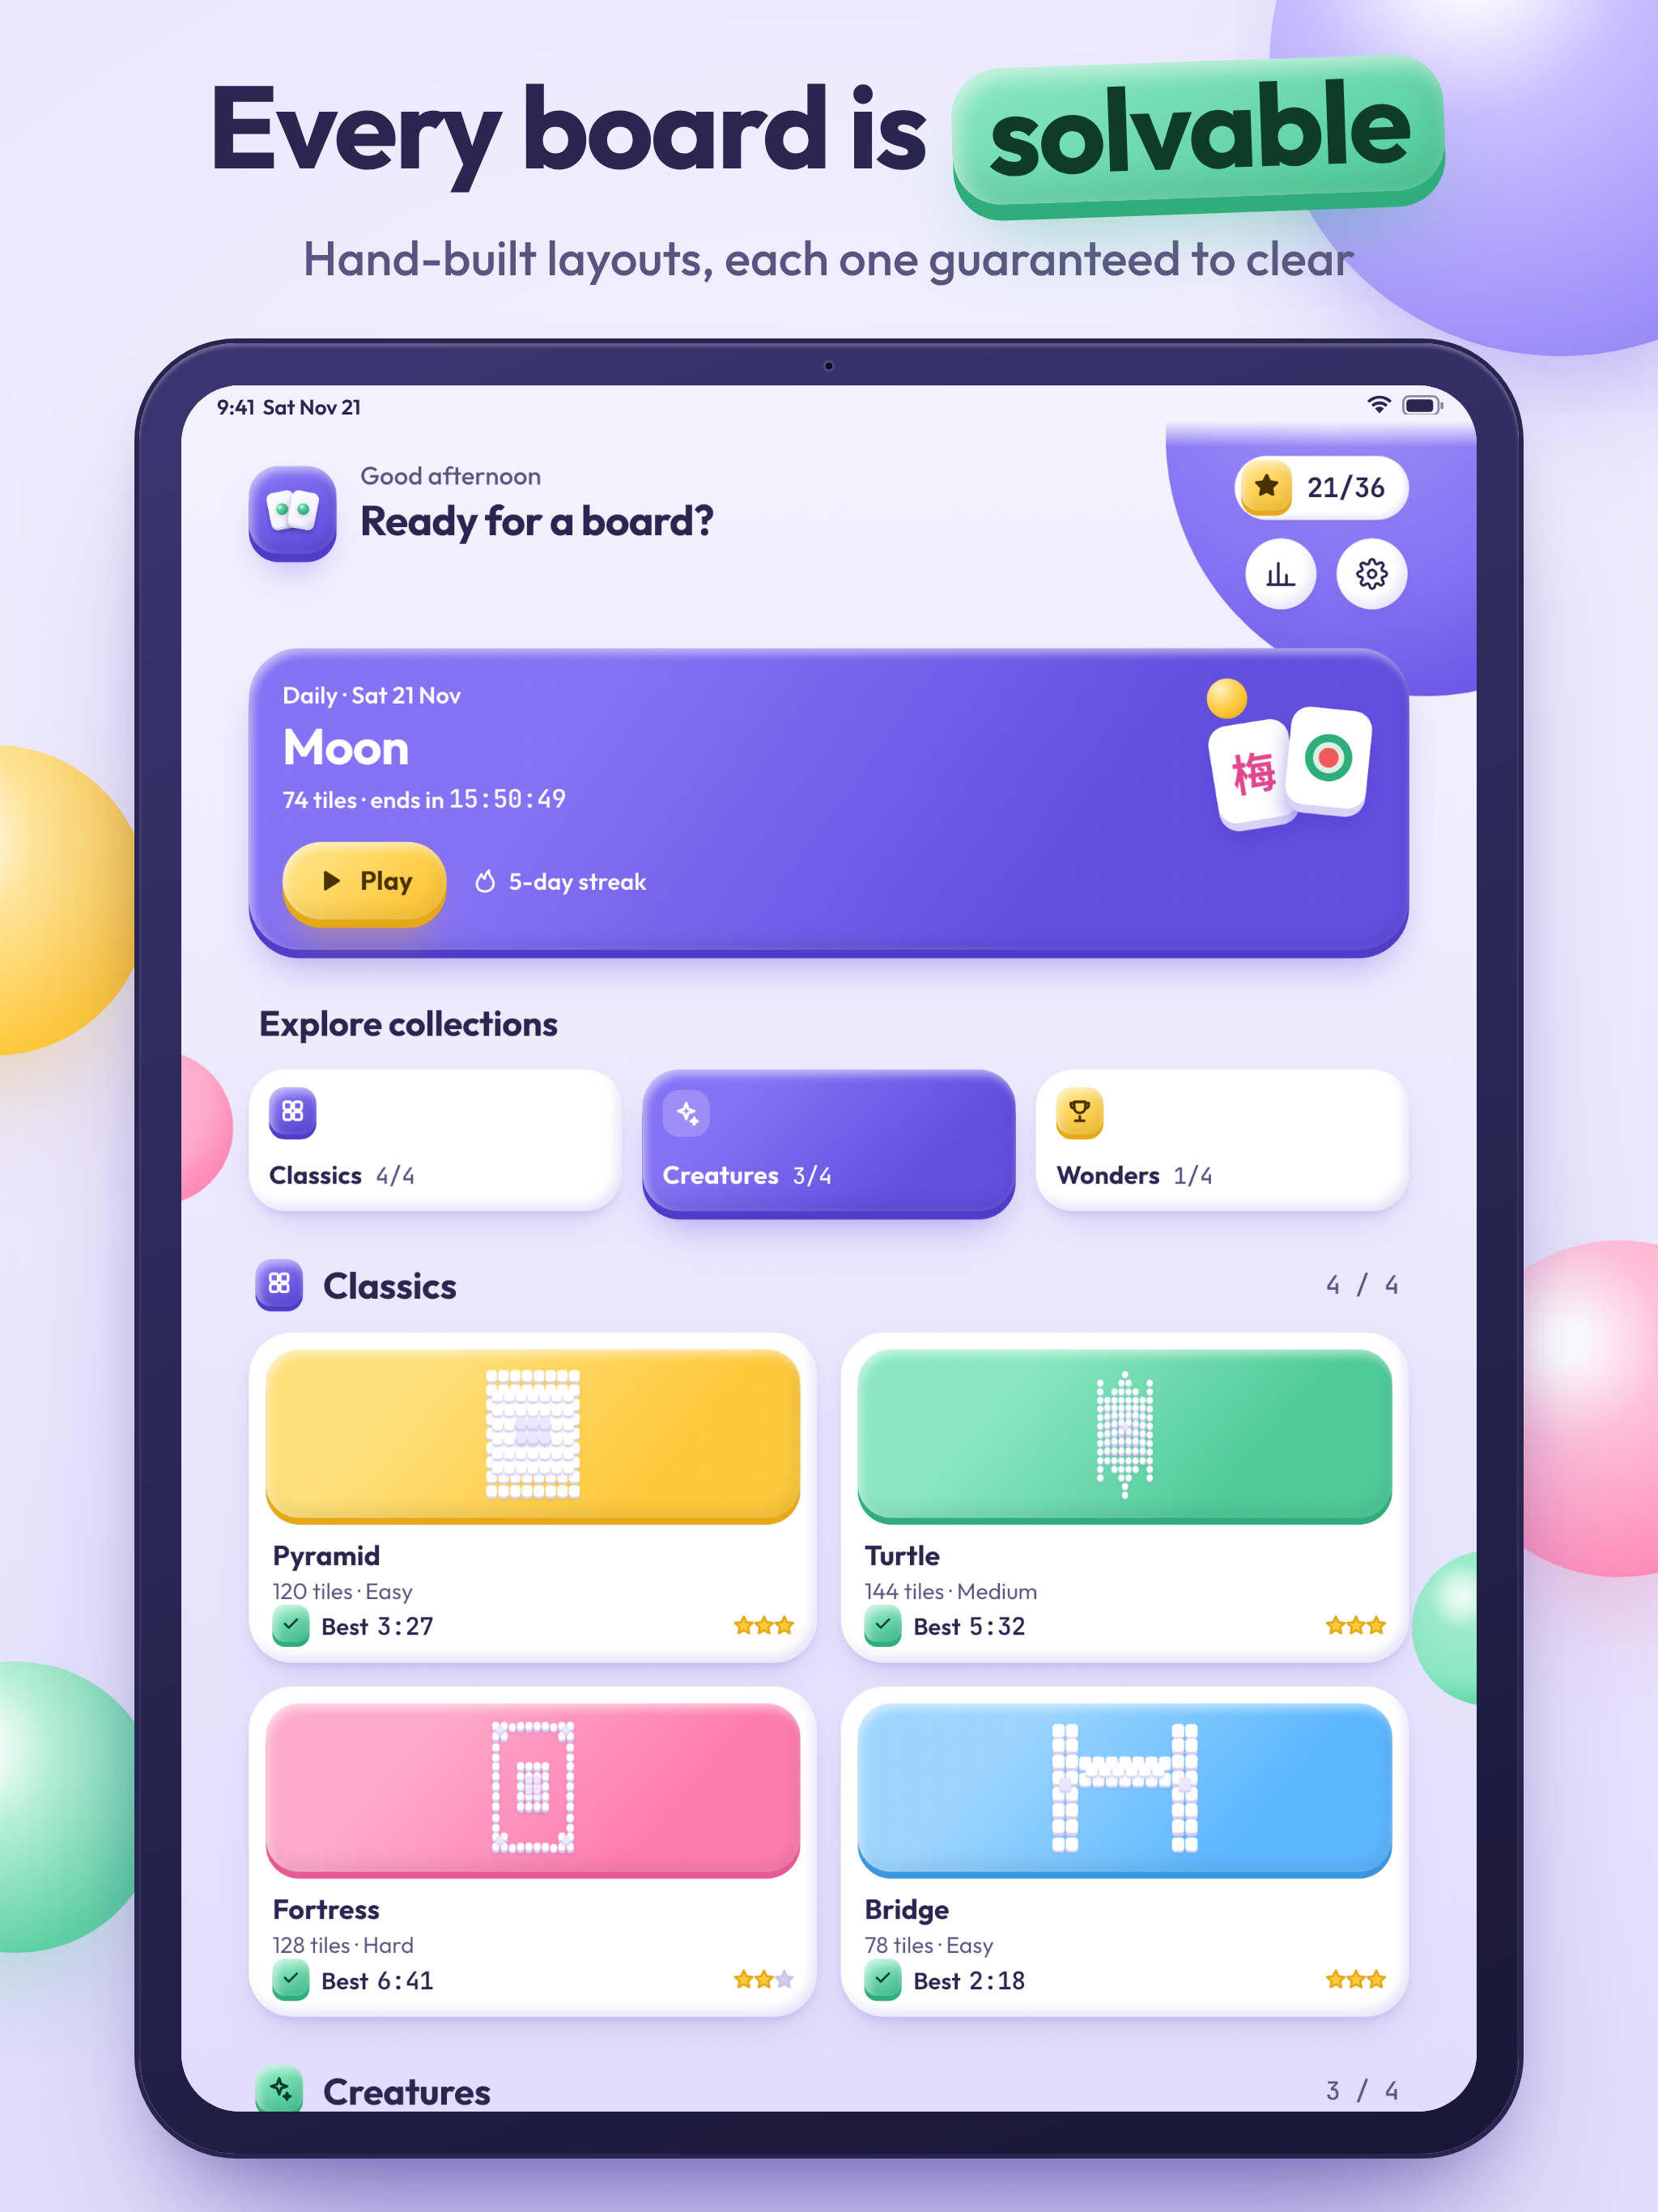 Every board is solvable
Hand-built layouts, each one guaranteed to clear
9:41 Sat Nov 21
Good afternoon
Ready for a board?
21/36
Daily · Sat 21 Nov
Moon
74 tiles · ends in 15:50:49
梅
Play
5-day streak
Explore collections
Classics 4/4
Creatures 3/4
Wonders 1/4
Classics
4 / 4
Pyramid
120 tiles · Easy
Best 3:27
Turtle
144 tiles · Medium
Best 5:32
Fortress
128 tiles · Hard
Best 6:41
Bridge
78 tiles · Easy
Best 2:18
Creatures
3 / 4